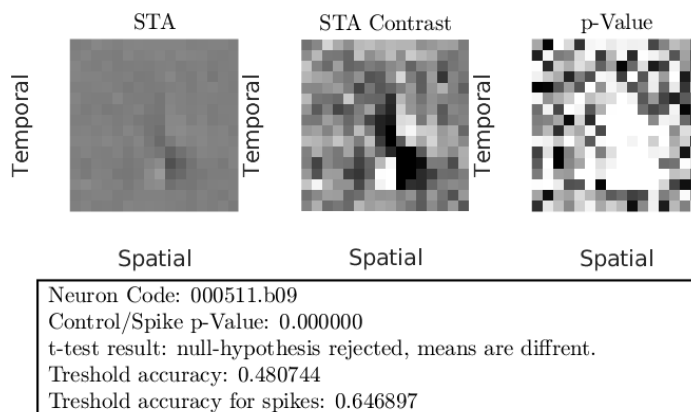 STA
STA Contrast
p-Value
Temporal
Temporal
Temporal
Spatial
Spatial
Spatial
Neuron Code: 000511.b09
Control/Spike p-Value: 0.000000
t-test result: null-hypothesis rejected, means are diffrent.
Treshold accuracy: 0.480744
Treshold accuracy for spikes: 0.646897